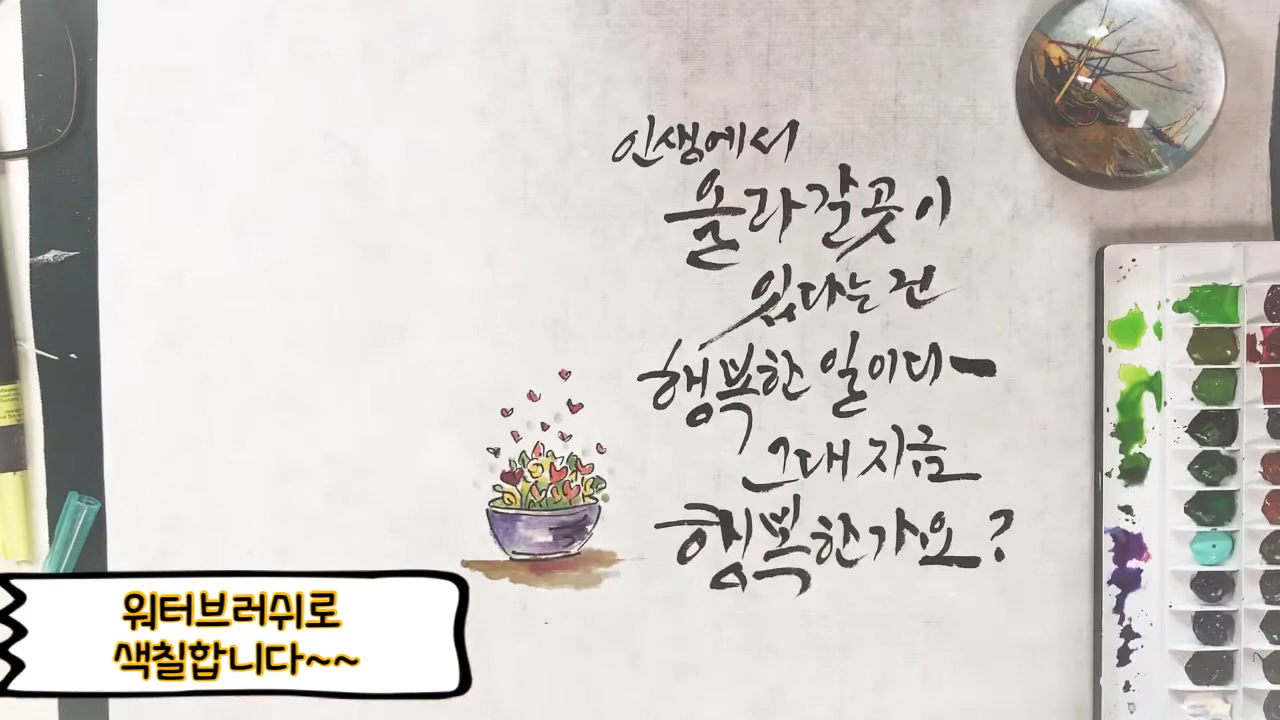 인생에서
올라갈곳이
있다는건
행복한 일이다
그대 지금
행복한가요?
워터브러쉬로
색칠합니다~~